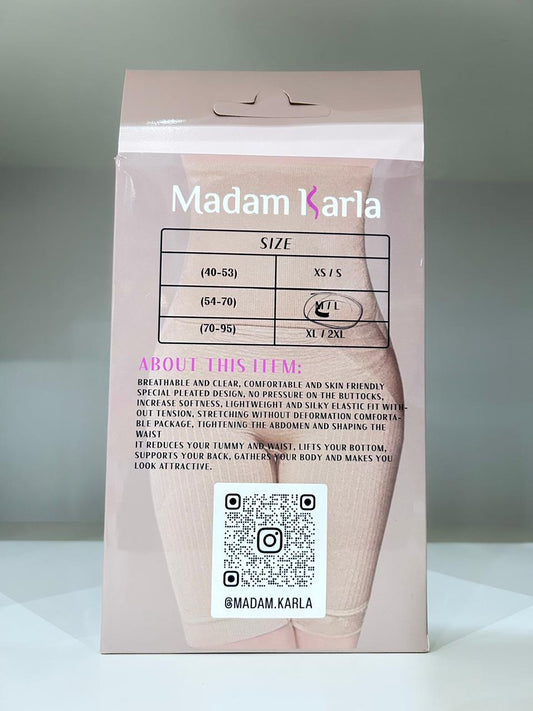 Madam Karla
SIZE
(40-53) XS / S
(54-70) M / L
(70-95) XL / 2XL
ABOUT THIS ITEM:
BREATHABLE AND CLEAR, COMFORTABLE AND SKIN FRIENDLY
SPECIAL PLEATED DESIGN, NO PRESSURE ON THE BUTTOCKS,
INCREASE SOFTNESS, LIGHTWEIGHT AND SILKY ELASTIC FIT WITH-
OUT TENSION, STRETCHING WITHOUT DEFORMATION COMFORTA-
BLE PACKAGE, TIGHTENING THE ABDOMEN AND SHAPING THE
WAIST
IT REDUCES YOUR TUMMY AND WAIST, LIFTS YOUR BOTTOM,
SUPPORTS YOUR BACK, GATHERS YOUR BODY AND MAKES YOU
LOOK ATTRACTIVE.
@MADAM.KARLA